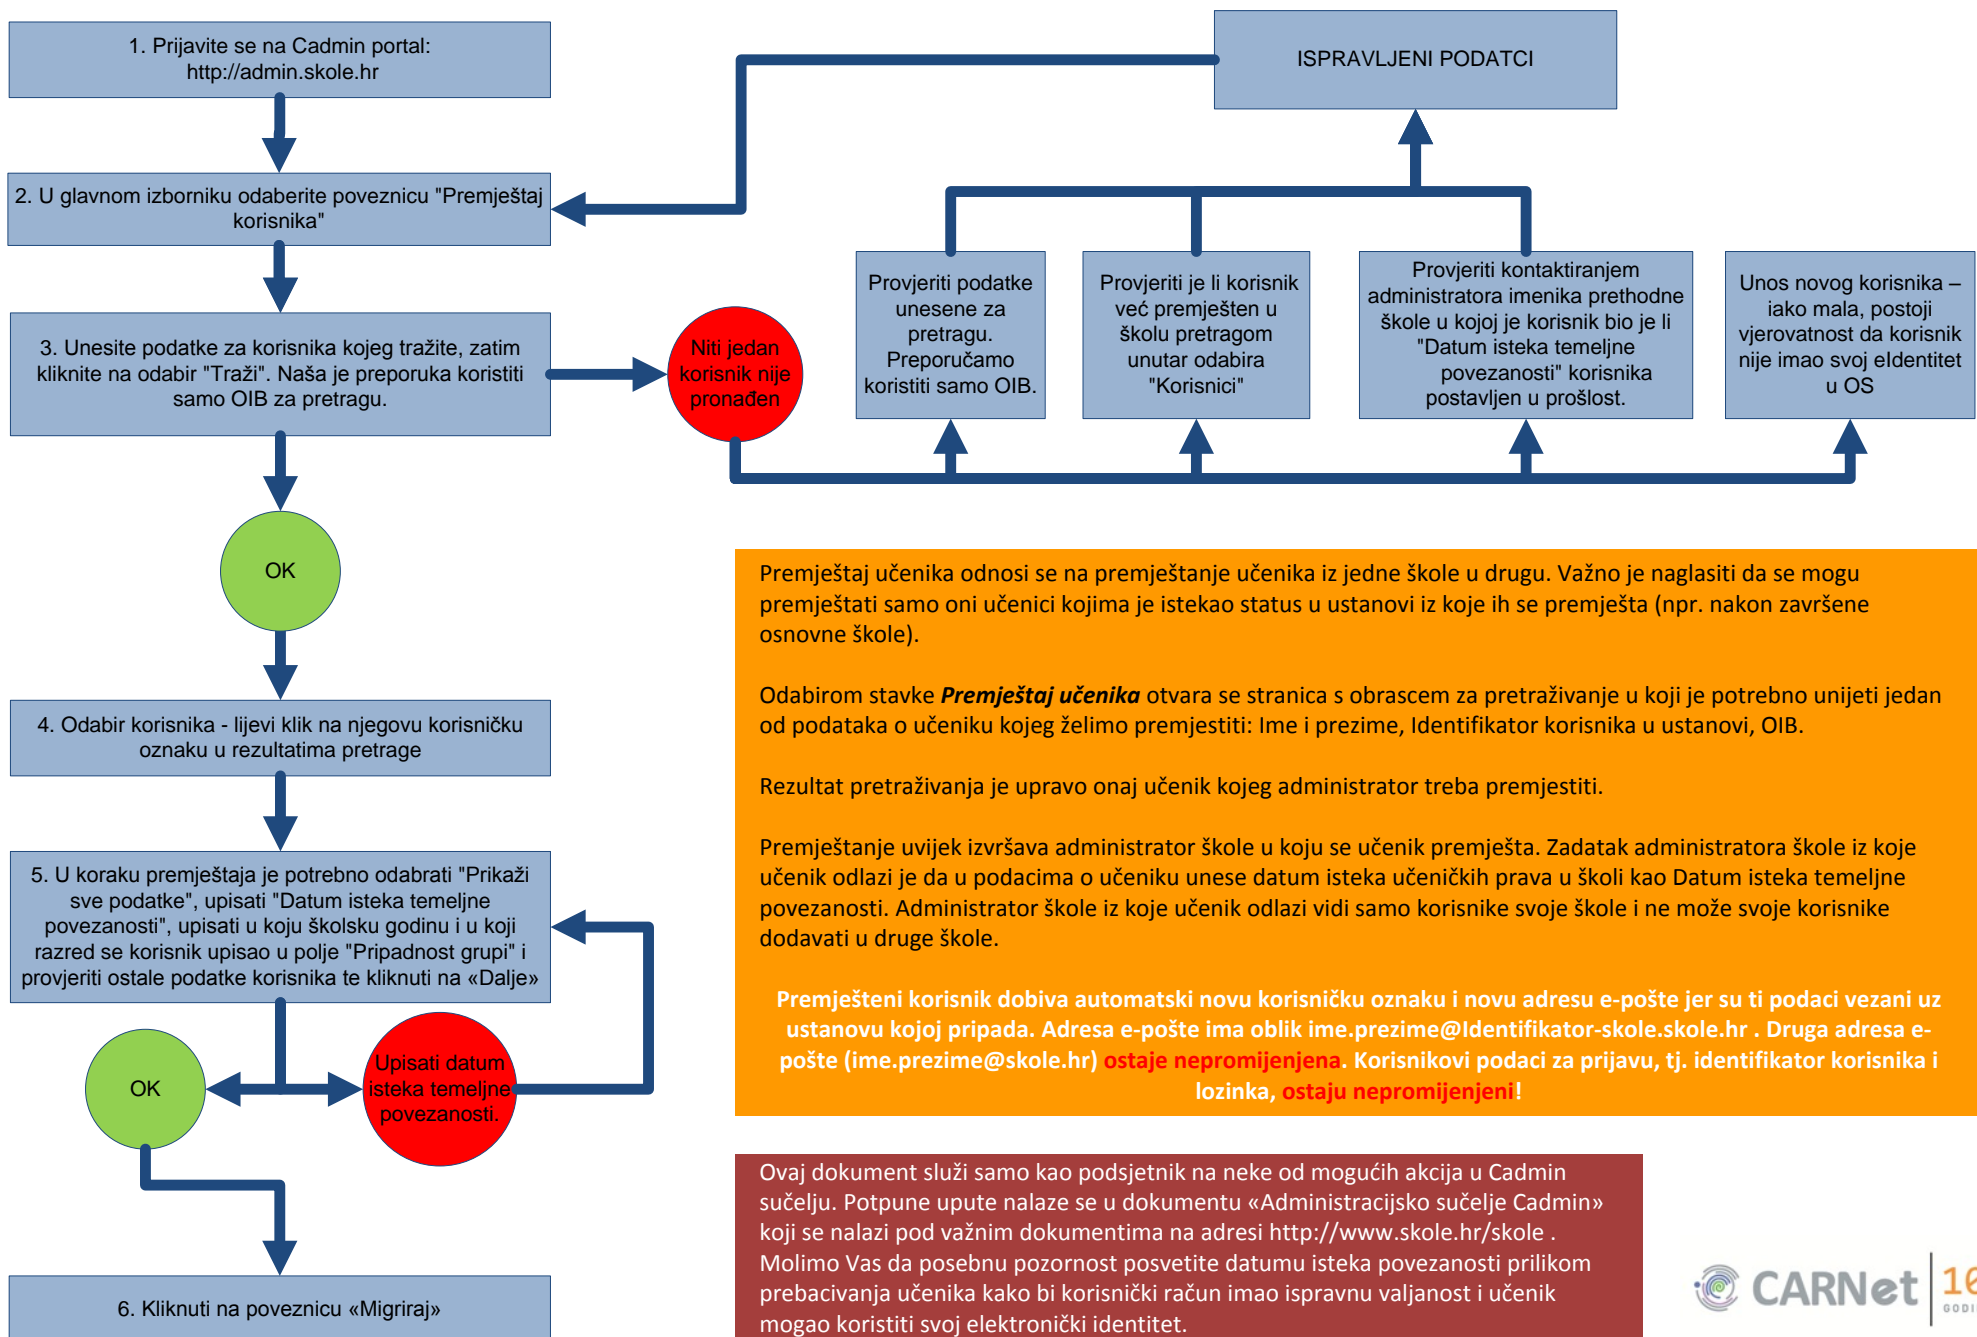 1. Prijavite se na Cadmin portal:
http://admin.skole.hr
2. U glavnom izborniku odaberite poveznicu "Premještaj
korisnika"
3. Unesite podatke za korisnika kojeg tražite, zatim
kliknite na odabir "Traži". Naša je preporuka koristiti
samo OIB za pretragu.
Niti jedan
korisnik nije
pronađen
ISPRAVLJENI PODATCI
Provjeriti podatke
unesene za
pretragu.
Preporučamo
koristiti samo OIB.
Provjeriti je li korisnik
već premješten u
školu pretragom
unutar odabira
"Korisnici"
Provjeriti kontaktiranjem
administratora imenika prethodne
škole u kojoj je korisnik bio je li
"Datum isteka temeljne
povezanosti" korisnika
postavljen u prošlost.
Unos novog korisnika –
iako mala, postoji
vjerovatnost da korisnik
nije imao svoj eIdentitet
u OS
OK
4. Odabir korisnika - lijevi klik na njegovu korisničku
oznaku u rezultatima pretrage
5. U koraku premještaja je potrebno odabrati "Prikaži
sve podatke", upisati "Datum isteka temeljne
povezanosti", upisati u koju školsku godinu i u koji
razred se korisnik upisao u polje "Pripadnost grupi" i
provjeriti ostale podatke korisnika te kliknuti na «Dalje»
OK
Upisati datum
isteka temeljne
povezanosti.
6. Kliknuti na poveznicu «Migriraj»
Premještaj učenika odnosi se na premještanje učenika iz jedne škole u drugu. Važno je naglasiti da se mogu
premještati samo oni učenici kojima je istekao status u ustanovi iz koje ih se premješta (npr. nakon završene
osnovne škole).
Odabirom stavke Premještaj učenika otvara se stranica s obrascem za pretraživanje u koji je potrebno unijeti jedan
od podataka o učeniku kojeg želimo premjestiti: Ime i prezime, Identifikator korisnika u ustanovi, OIB.
Rezultat pretraživanja je upravo onaj učenik kojeg administrator treba premjestiti.
Premještanje uvijek izvršava administrator škole u koju se učenik premješta. Zadatak administratora škole iz koje
učenik odlazi je da u podacima o učeniku unese datum isteka učeničkih prava u školi kao Datum isteka temeljne
povezanosti. Administrator škole iz koje učenik odlazi vidi samo korisnike svoje škole i ne može svoje korisnike
dodavati u druge škole.
Premješteni korisnik dobiva automatski novu korisničku oznaku i novu adresu e-pošte jer su ti podaci vezani uz
ustanovu kojoj pripada. Adresa e-pošte ima oblik ime.prezime@Identifikator-skole.skole.hr . Druga adresa e-
pošte (ime.prezime@skole.hr) ostaje nepromijenjena. Korisnikovi podaci za prijavu, tj. identifikator korisnika i
lozinka, ostaju nepromijenjeni!
Ovaj dokument služi samo kao podsjetnik na neke od mogućih akcija u Cadmin
sučelju. Potpune upute nalaze se u dokumentu «Administracijsko sučelje Cadmin»
koji se nalazi pod važnim dokumentima na adresi http://www.skole.hr/skole .
Molimo Vas da posebnu pozornost posvetite datumu isteka povezanosti prilikom
prebacivanja učenika kako bi korisnički račun imao ispravnu valjanost i učenik
mogao koristiti svoj elektronički identitet.
CARNet